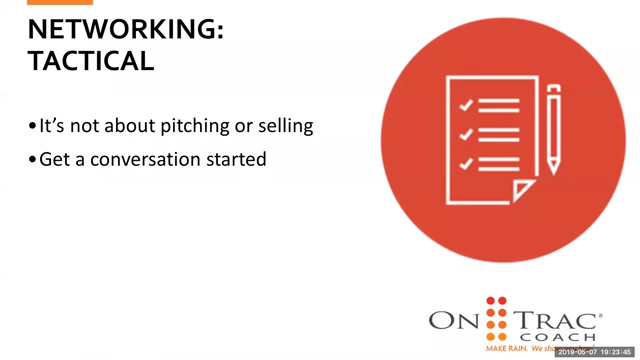 NETWORKING:
TACTICAL
•It's not about pitching or selling
•Get a conversation started
ON TRAC®
COACH
MAKE RAIN. We
2019-05-07 19:23:45